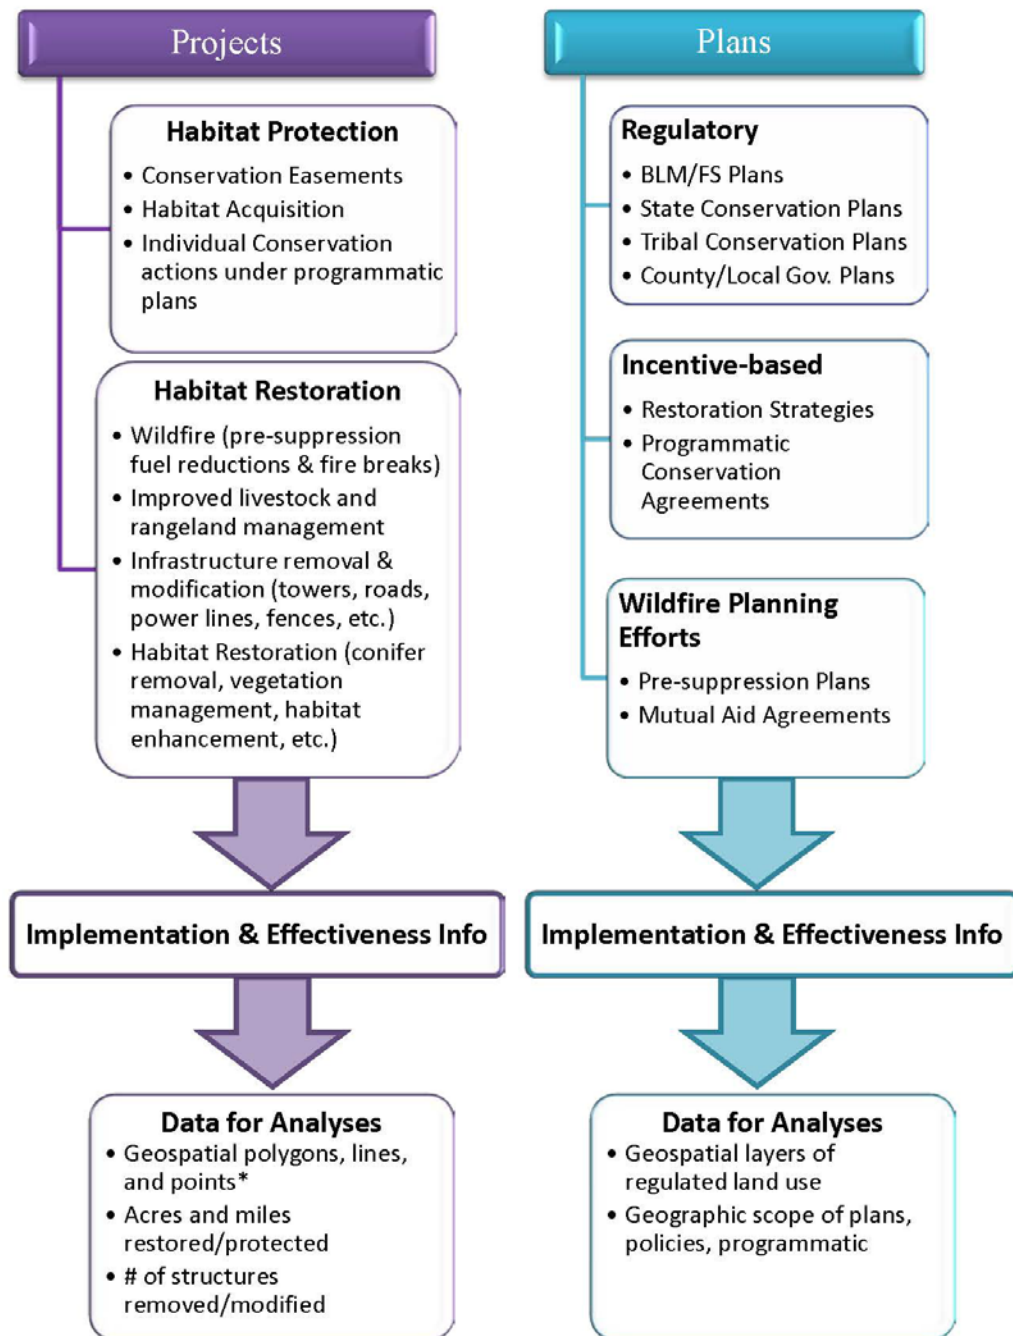 Projects
Habitat Protection
• Conservation Easements
• Habitat Acquisition
• Individual Conservation
actions under programmatic
plans
Habitat Restoration
• Wildfire (pre-suppression
fuel reductions & fire breaks)
• Improved livestock and
rangeland management
• Infrastructure removal &
modification (towers, roads,
power lines, fences, etc.)
• Habitat Restoration (conifer
removal, vegetation
management, habitat
enhancement, etc.)
Implementation & Effectiveness Info
Data for Analyses
• Geospatial polygons, lines,
and points*
• Acres and miles
restored/protected
• # of structures
removed/modified
Plans
Regulatory
• BLM/FS Plans
• State Conservation Plans
• Tribal Conservation Plans
• County/Local Gov. Plans
Incentive-based
• Restoration Strategies
• Programmatic
Conservation
Agreements
Wildfire Planning
Efforts
• Pre-suppression Plans
• Mutual Aid Agreements
Implementation & Effectiveness Info
Data for Analyses
• Geospatial layers of
regulated land use
• Geographic scope of plans,
policies, programmatic